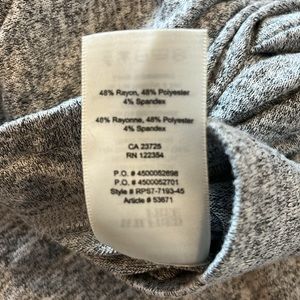 48% Rayon, 48% Polyester
4% Spandex
48% Rayonne, 48% Polyester
4% Spandex
CA 23725
RN 122354
P.O. # 4500052698
P.O. # 4500052701
Style # RPS7-7193-45
Article # 53671